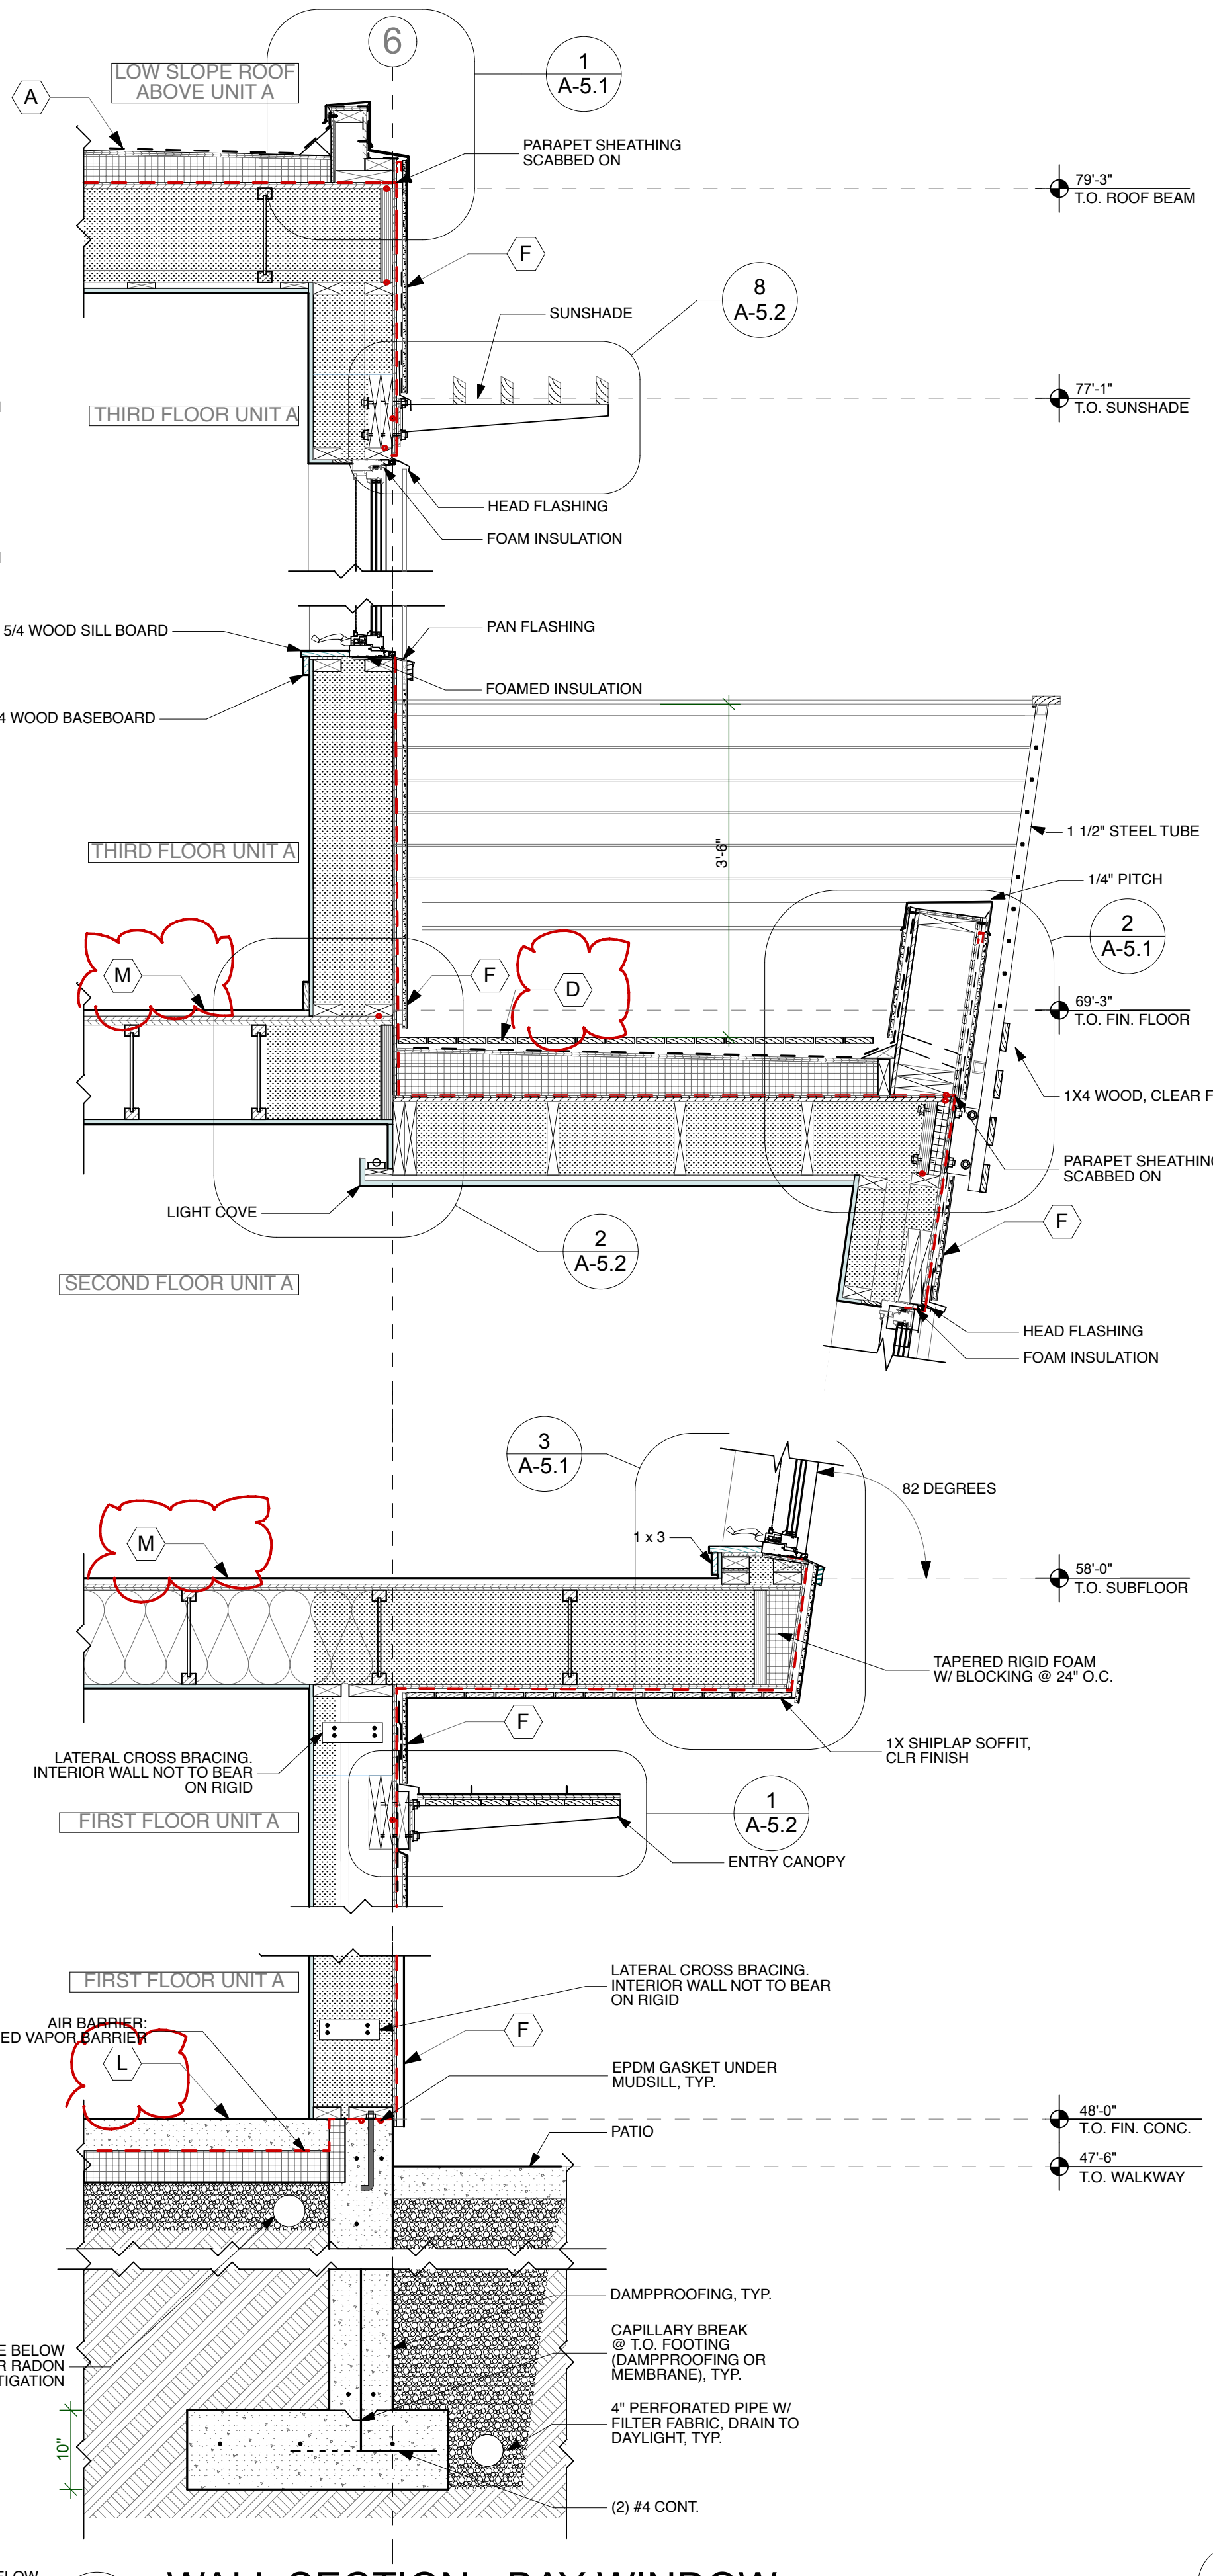 6
1
A-5.1
LOW SLOPE ROOF
ABOVE UNIT A
A
PARAPET SHEATHING
SCABBED ON
79'-3"
T.O. ROOF BEAM
F
8
A-5.2
SUNSHADE
77'-1"
T.O. SUNSHADE
THIRD FLOOR UNIT A
HEAD FLASHING
FOAM INSULATION
5/4 WOOD SILL BOARD
PAN FLASHING
FOAMED INSULATION
4 WOOD BASEBOARD
1 1/2" STEEL TUBE
3'-6"
THIRD FLOOR UNIT A
1/4" PITCH
2
A-5.1
M
F
D
69'-3"
T.O. FIN. FLOOR
1X4 WOOD, CLEAR F
PARAPET SHEATHING
SCABBED ON
LIGHT COVE
F
2
A-5.2
SECOND FLOOR UNIT A
HEAD FLASHING
FOAM INSULATION
3
A-5.1
82 DEGREES
1 x 3
M
58'-0"
T.O. SUBFLOOR
TAPERED RIGID FOAM
W/ BLOCKING @ 24" O.C.
F
1X SHIPLAP SOFFIT,
CLR FINISH
LATERAL CROSS BRACING.
INTERIOR WALL NOT TO BEAR
ON RIGID
1
A-5.2
FIRST FLOOR UNIT A
ENTRY CANOPY
FIRST FLOOR UNIT A
LATERAL CROSS BRACING.
INTERIOR WALL NOT TO BEAR
ON RIGID
AIR BARRIER:
ED VAPOR BARRIER
F
L
EPDM GASKET UNDER
MUDSILL, TYP.
48'-0"
T.O. FIN. CONC.
PATIO
47'-6"
T.O. WALKWAY
DAMPPROOFING, TYP.
E BELOW
R RADON
TIGATION
CAPILLARY BREAK
@ T.O. FOOTING
(DAMPPROOFING OR
MEMBRANE), TYP.
4" PERFORATED PIPE W/
FILTER FABRIC, DRAIN TO
DAYLIGHT, TYP.
10"
(2) #4 CONT.
WALL SECTION - BAY WINDOW